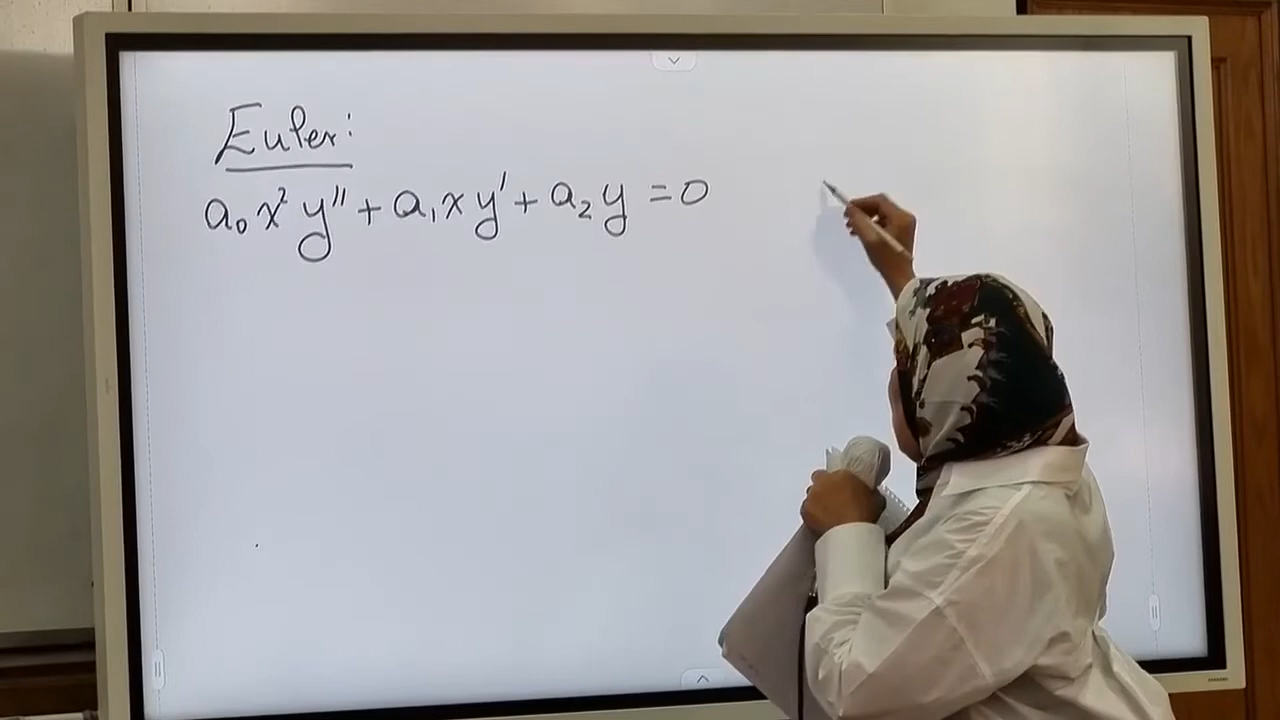 Euler:
a₀x²y'' + a₁xy' + a₂y = 0